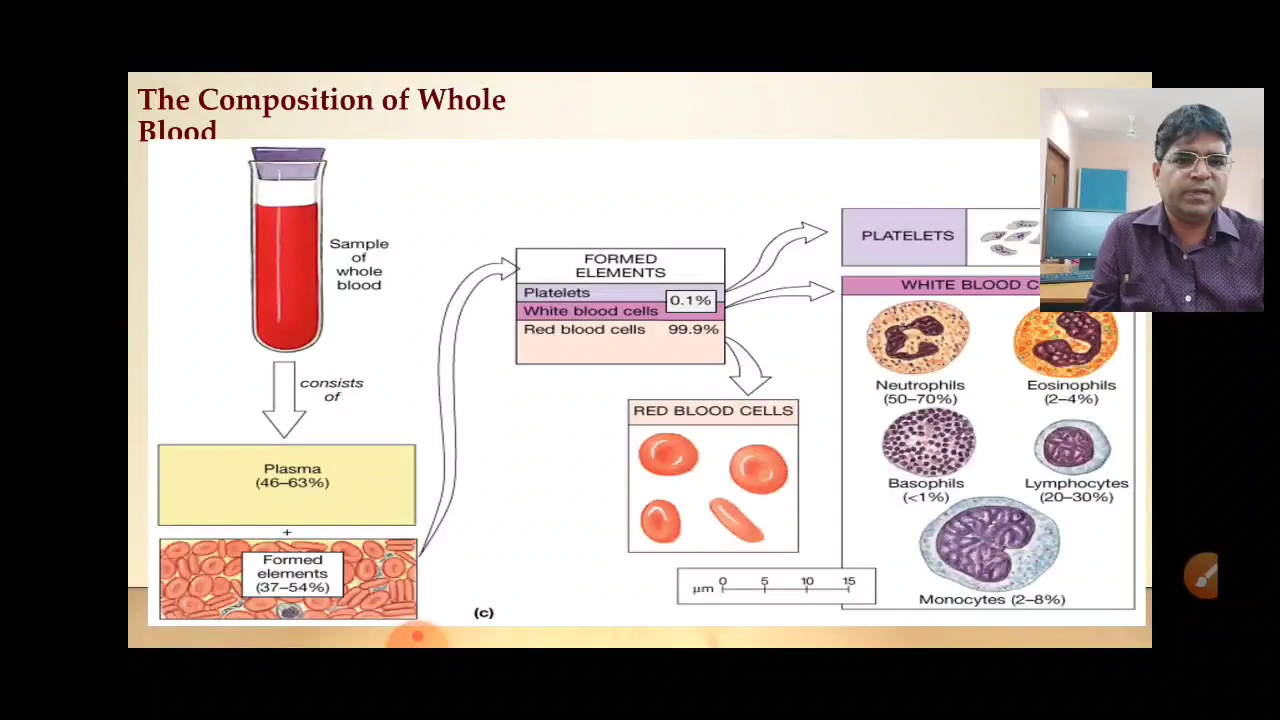 The Composition of Whole
Blood
Sample
of
whole
blood
consists
of
Plasma
(46–63%)
+
Formed
elements
(37–54%)
(c)
FORMED
ELEMENTS
Platelets
0.1%
White blood cells
Red blood cells 99.9%
RED BLOOD CELLS
µm 0 5 10 15
PLATELETS
WHITE BLOOD C
Neutrophils
(50–70%)
Eosinophils
(2–4%)
Basophils
(<1%)
Lymphocytes
(20–30%)
Monocytes (2–8%)